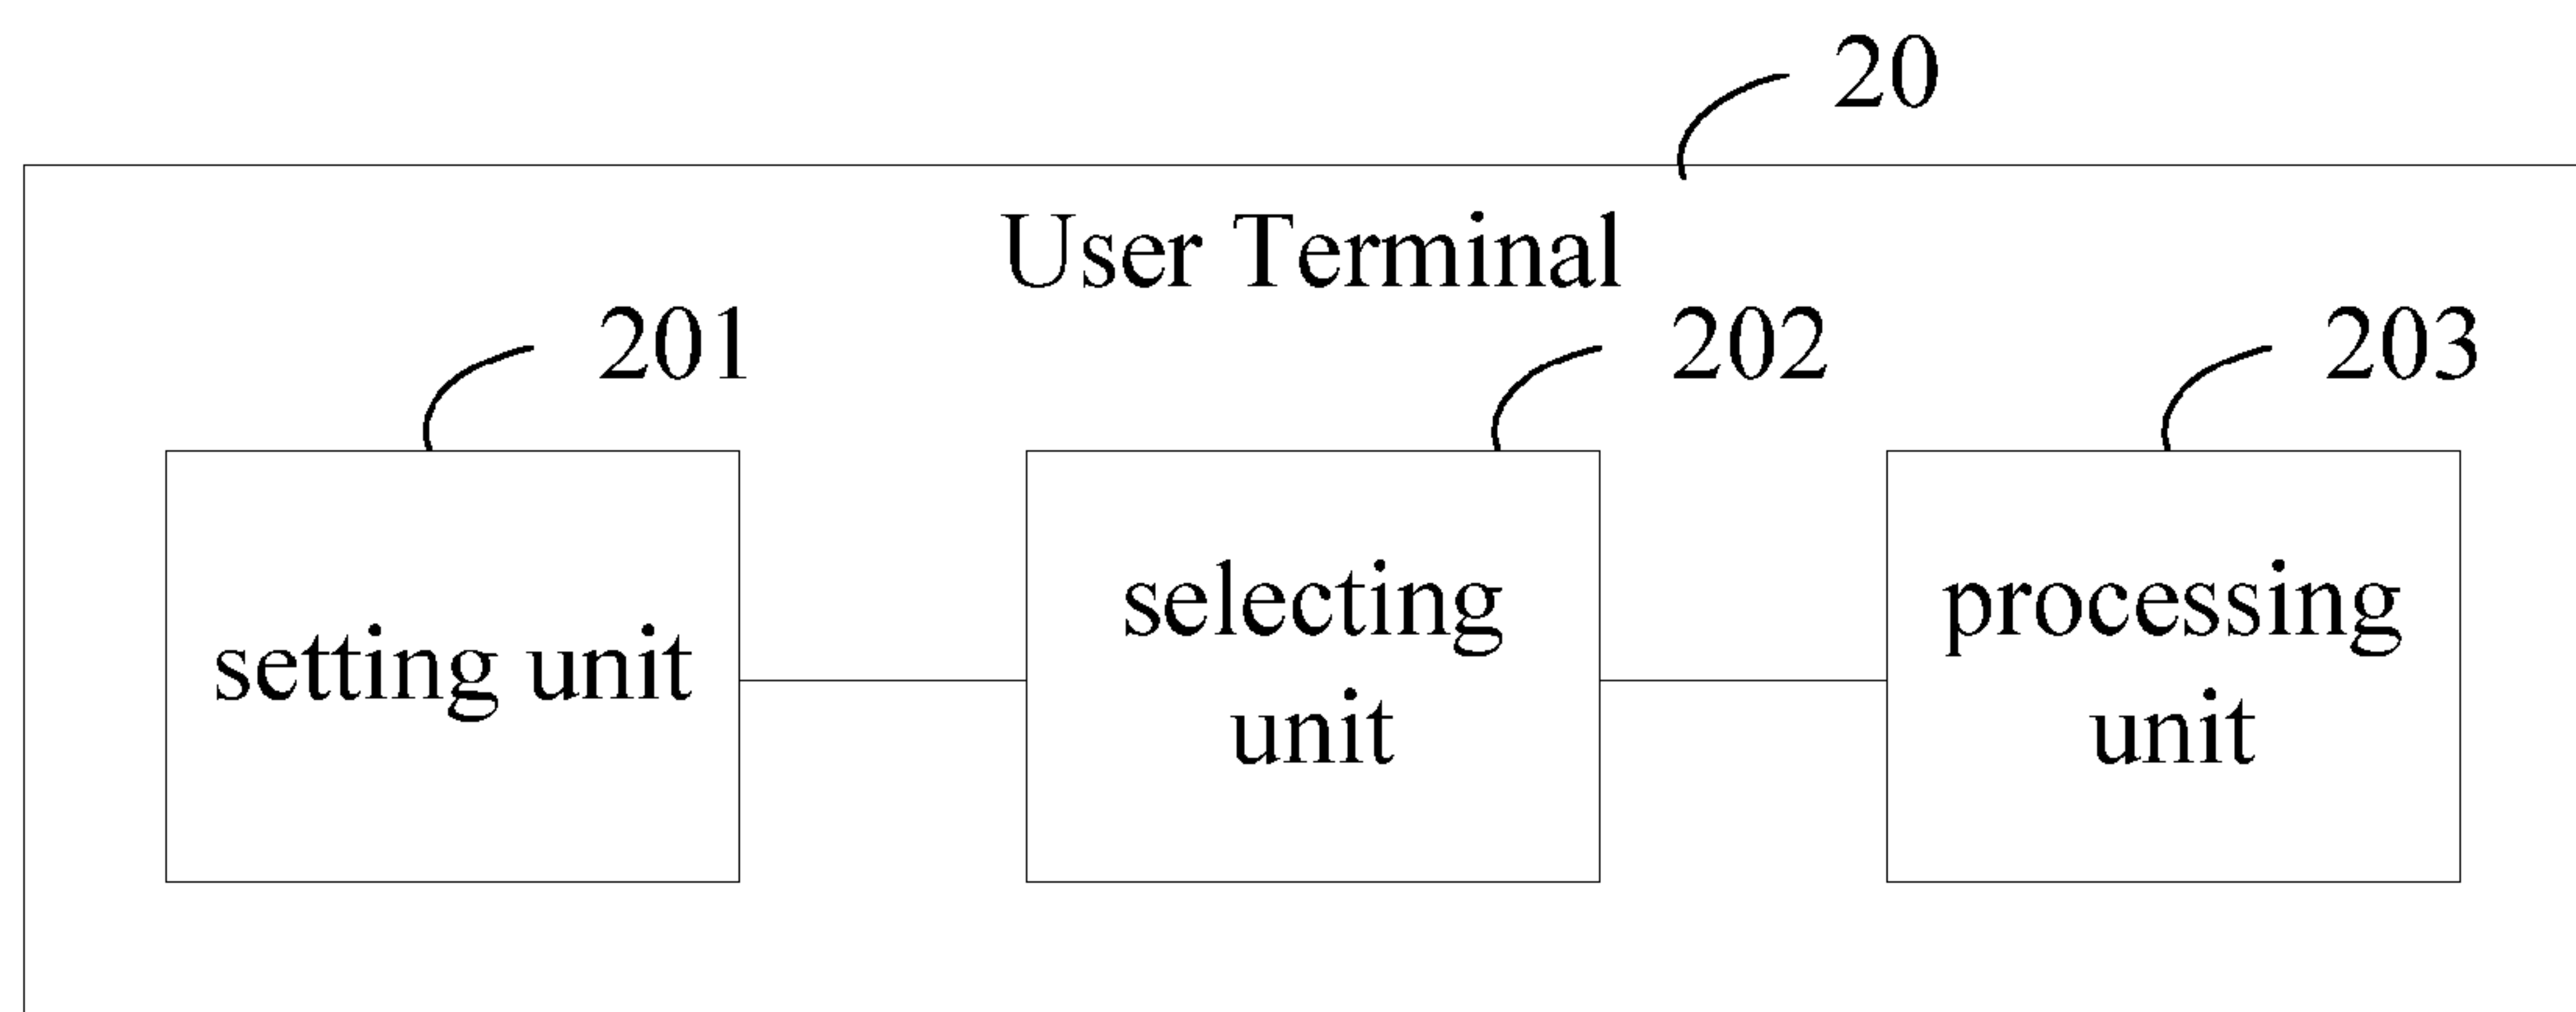 20
User Terminal
201
202
203
setting unit
selecting
unit
processing
unit